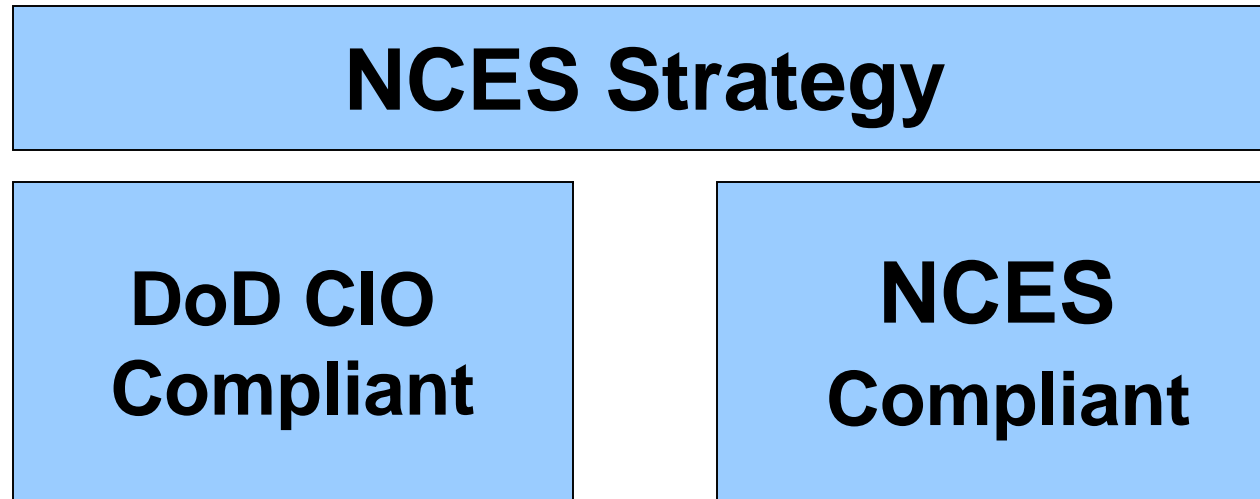 NCES Strategy
DoD CIO
Compliant
NCES
Compliant